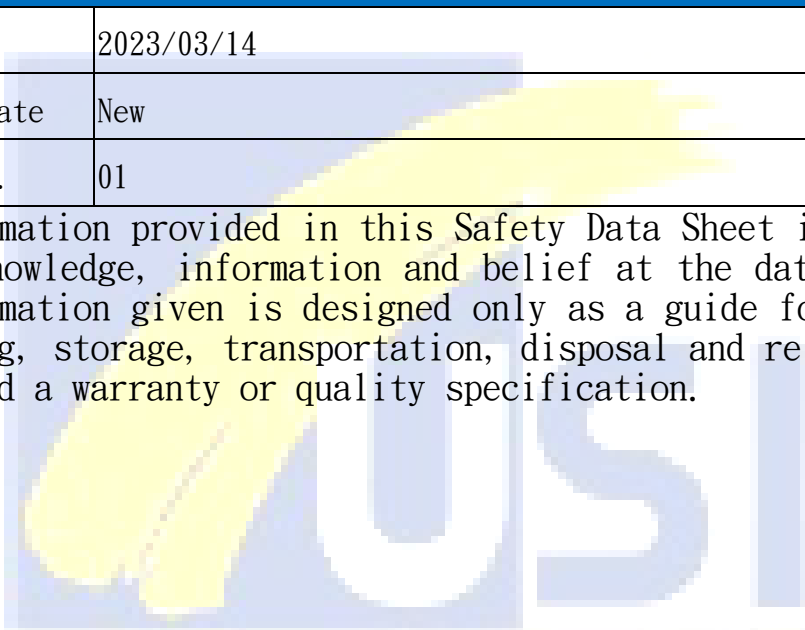 2023/03/14
ate New
. 01
mation provided in this Safety Data Sheet i
nowledge, information and belief at the dat
mation given is designed only as a guide fo
g, storage, transportation, disposal and re
d a warranty or quality specification.
USI